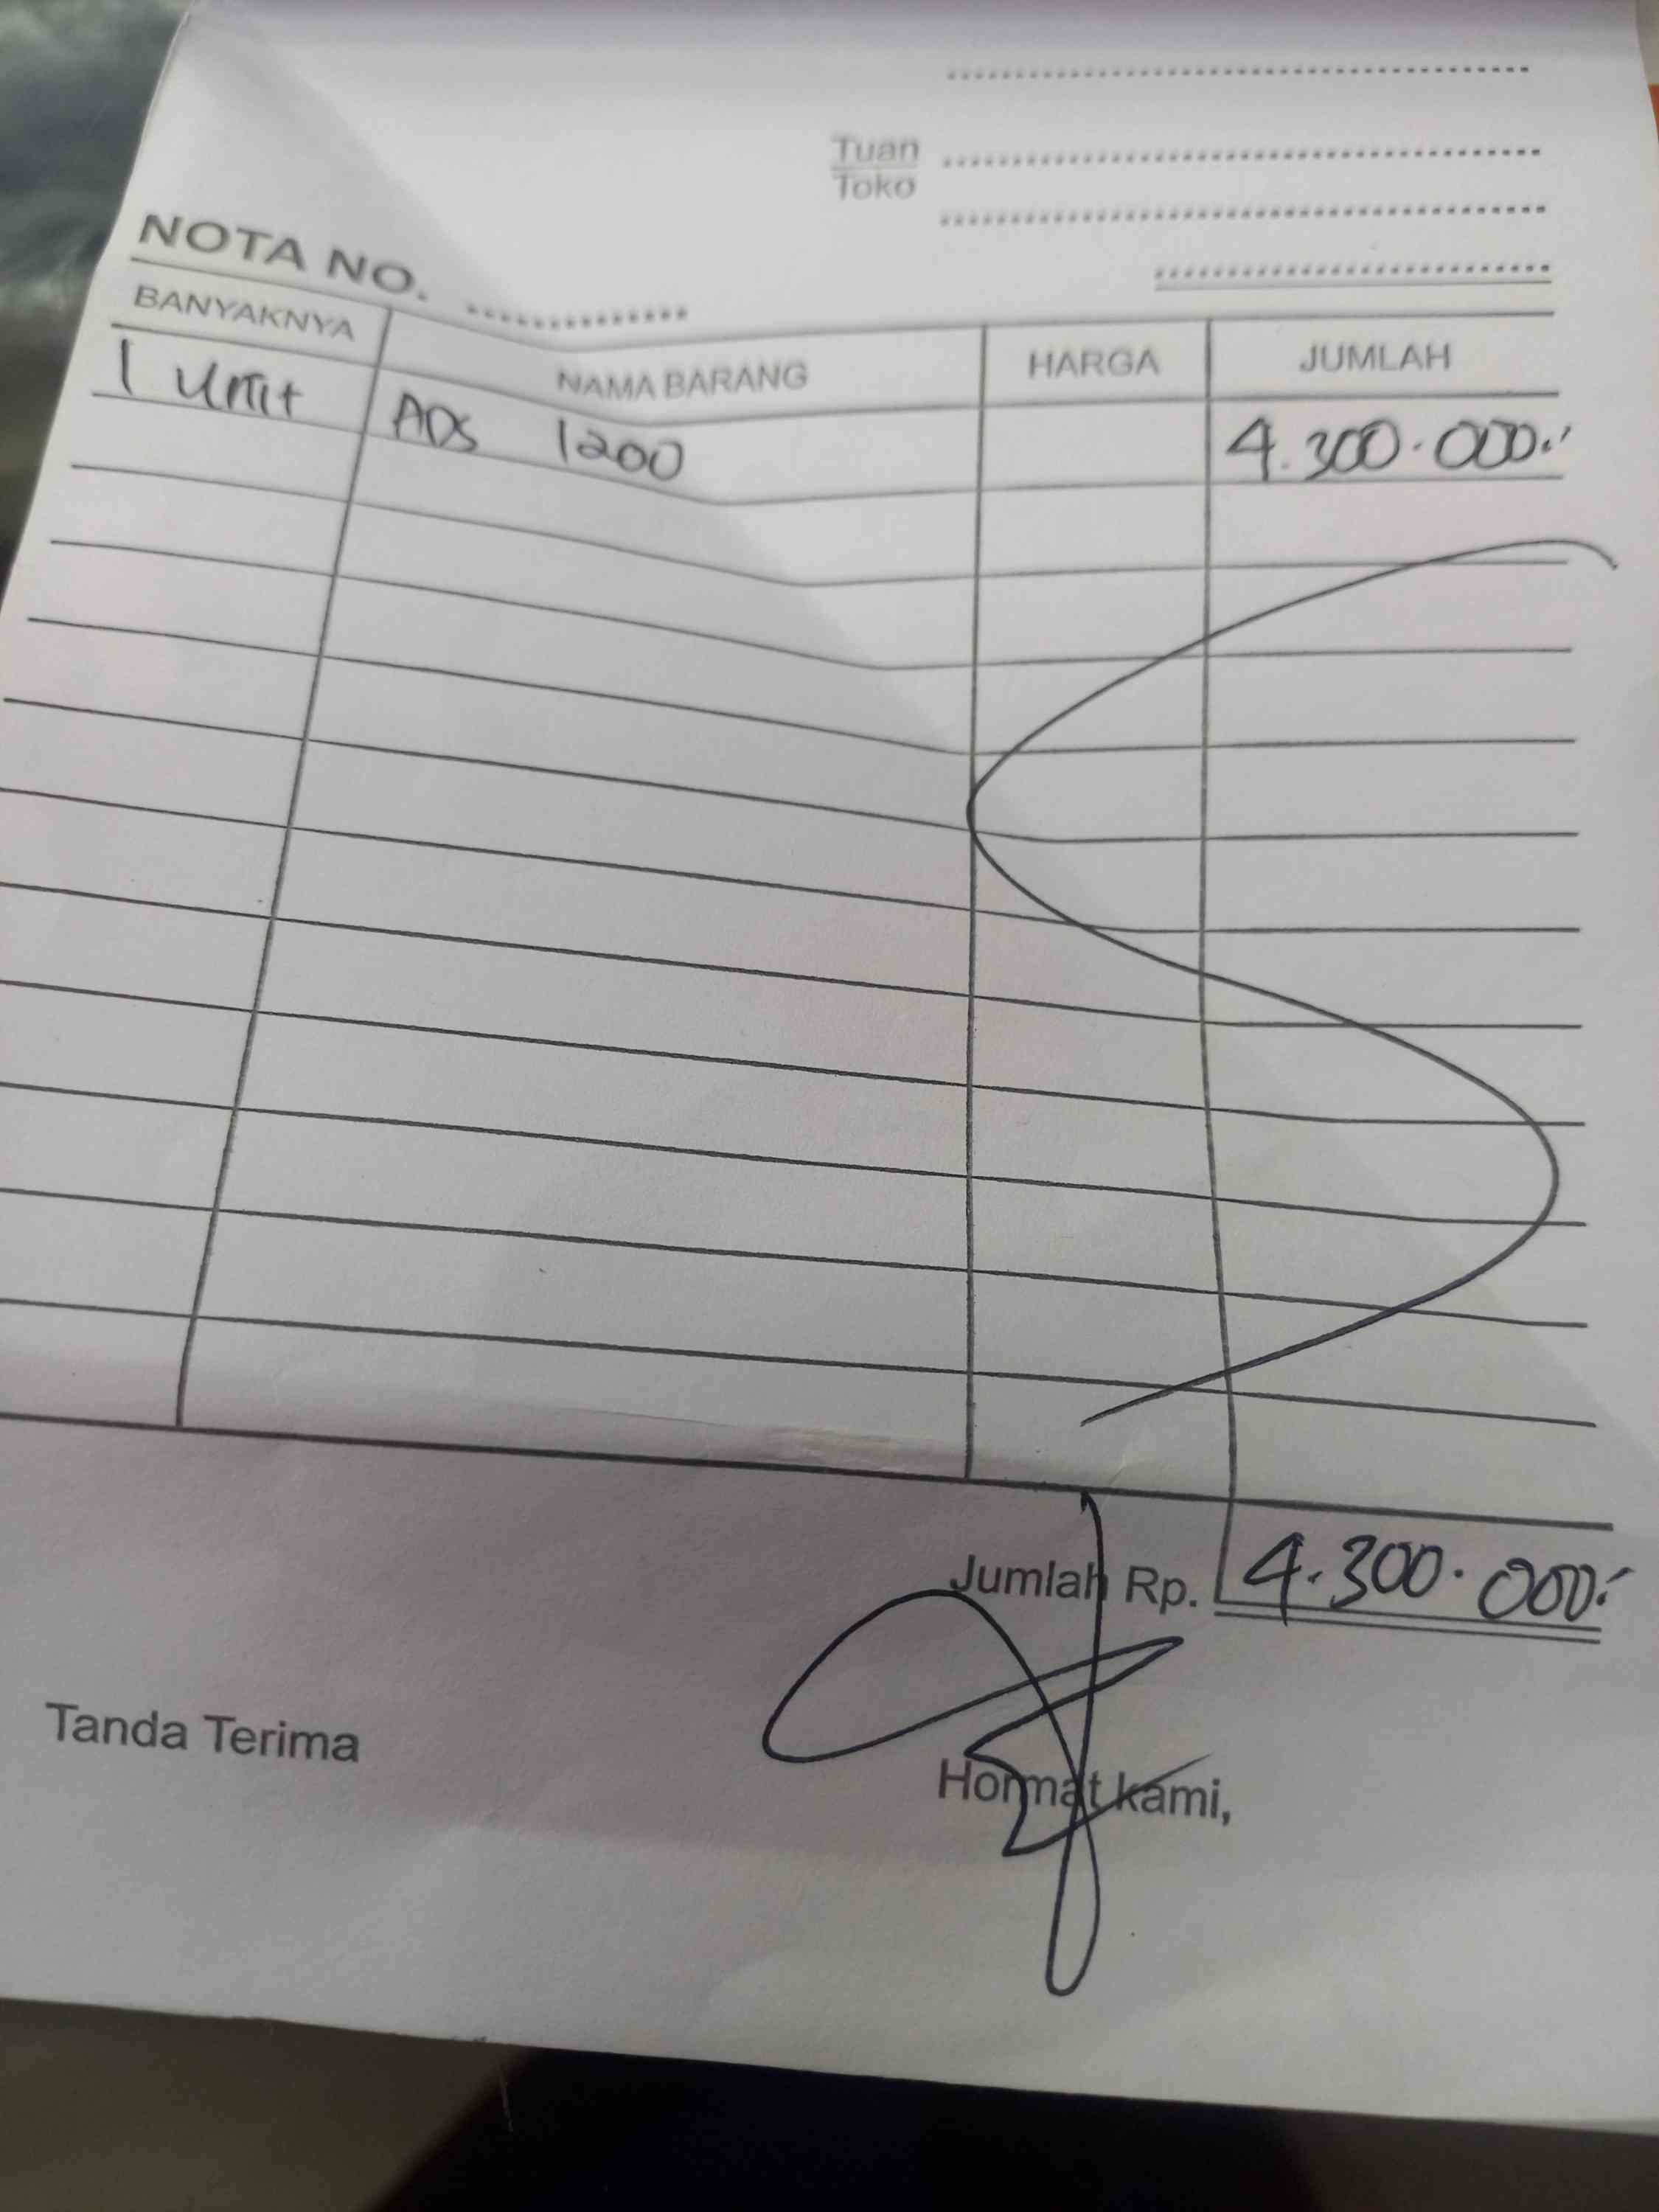 Tuan
Toko
NOTA NO.
BANYAKNYA NAMA BARANG HARGA JUMLAH
1 Unit ADS 1200 4.300.000.-
Jumlah Rp. 4.300.000.-
Tanda Terima
Hormat kami,